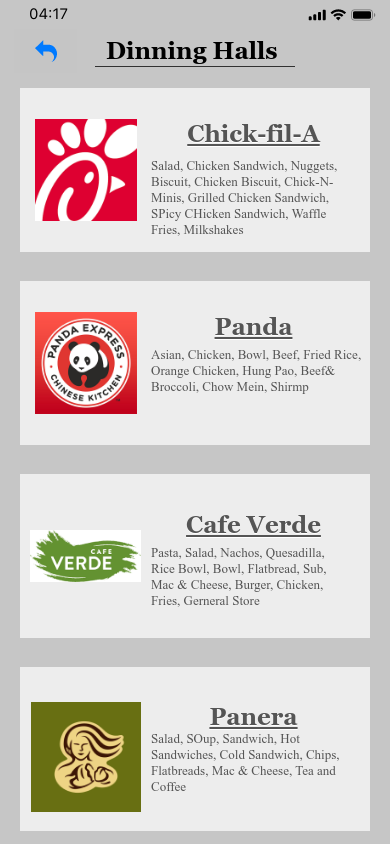 04:17
Dinning Halls
Chick-fil-A
Salad, Chicken Sandwich, Nuggets,
Biscuit, Chicken Biscuit, Chick-N-
Minis, Grilled Chicken Sandwich,
SPicy CHicken Sandwich, Waffle
Fries, Milkshakes
PANDA EXPRESS
CHINESE KITCHEN
Panda
Asian, Chicken, Bowl, Beef, Fried Rice,
Orange Chicken, Hung Pao, Beef&
Broccoli, Chow Mein, Shirmp
CAFE
VERDE
Cafe Verde
Pasta, Salad, Nachos, Quesadilla,
Rice Bowl, Bowl, Flatbread, Sub,
Mac & Cheese, Burger, Chicken,
Fries, Gerneral Store
Panera
Salad, SOup, Sandwich, Hot
Sandwiches, Cold Sandwich, Chips,
Flatbreads, Mac & Cheese, Tea and
Coffee